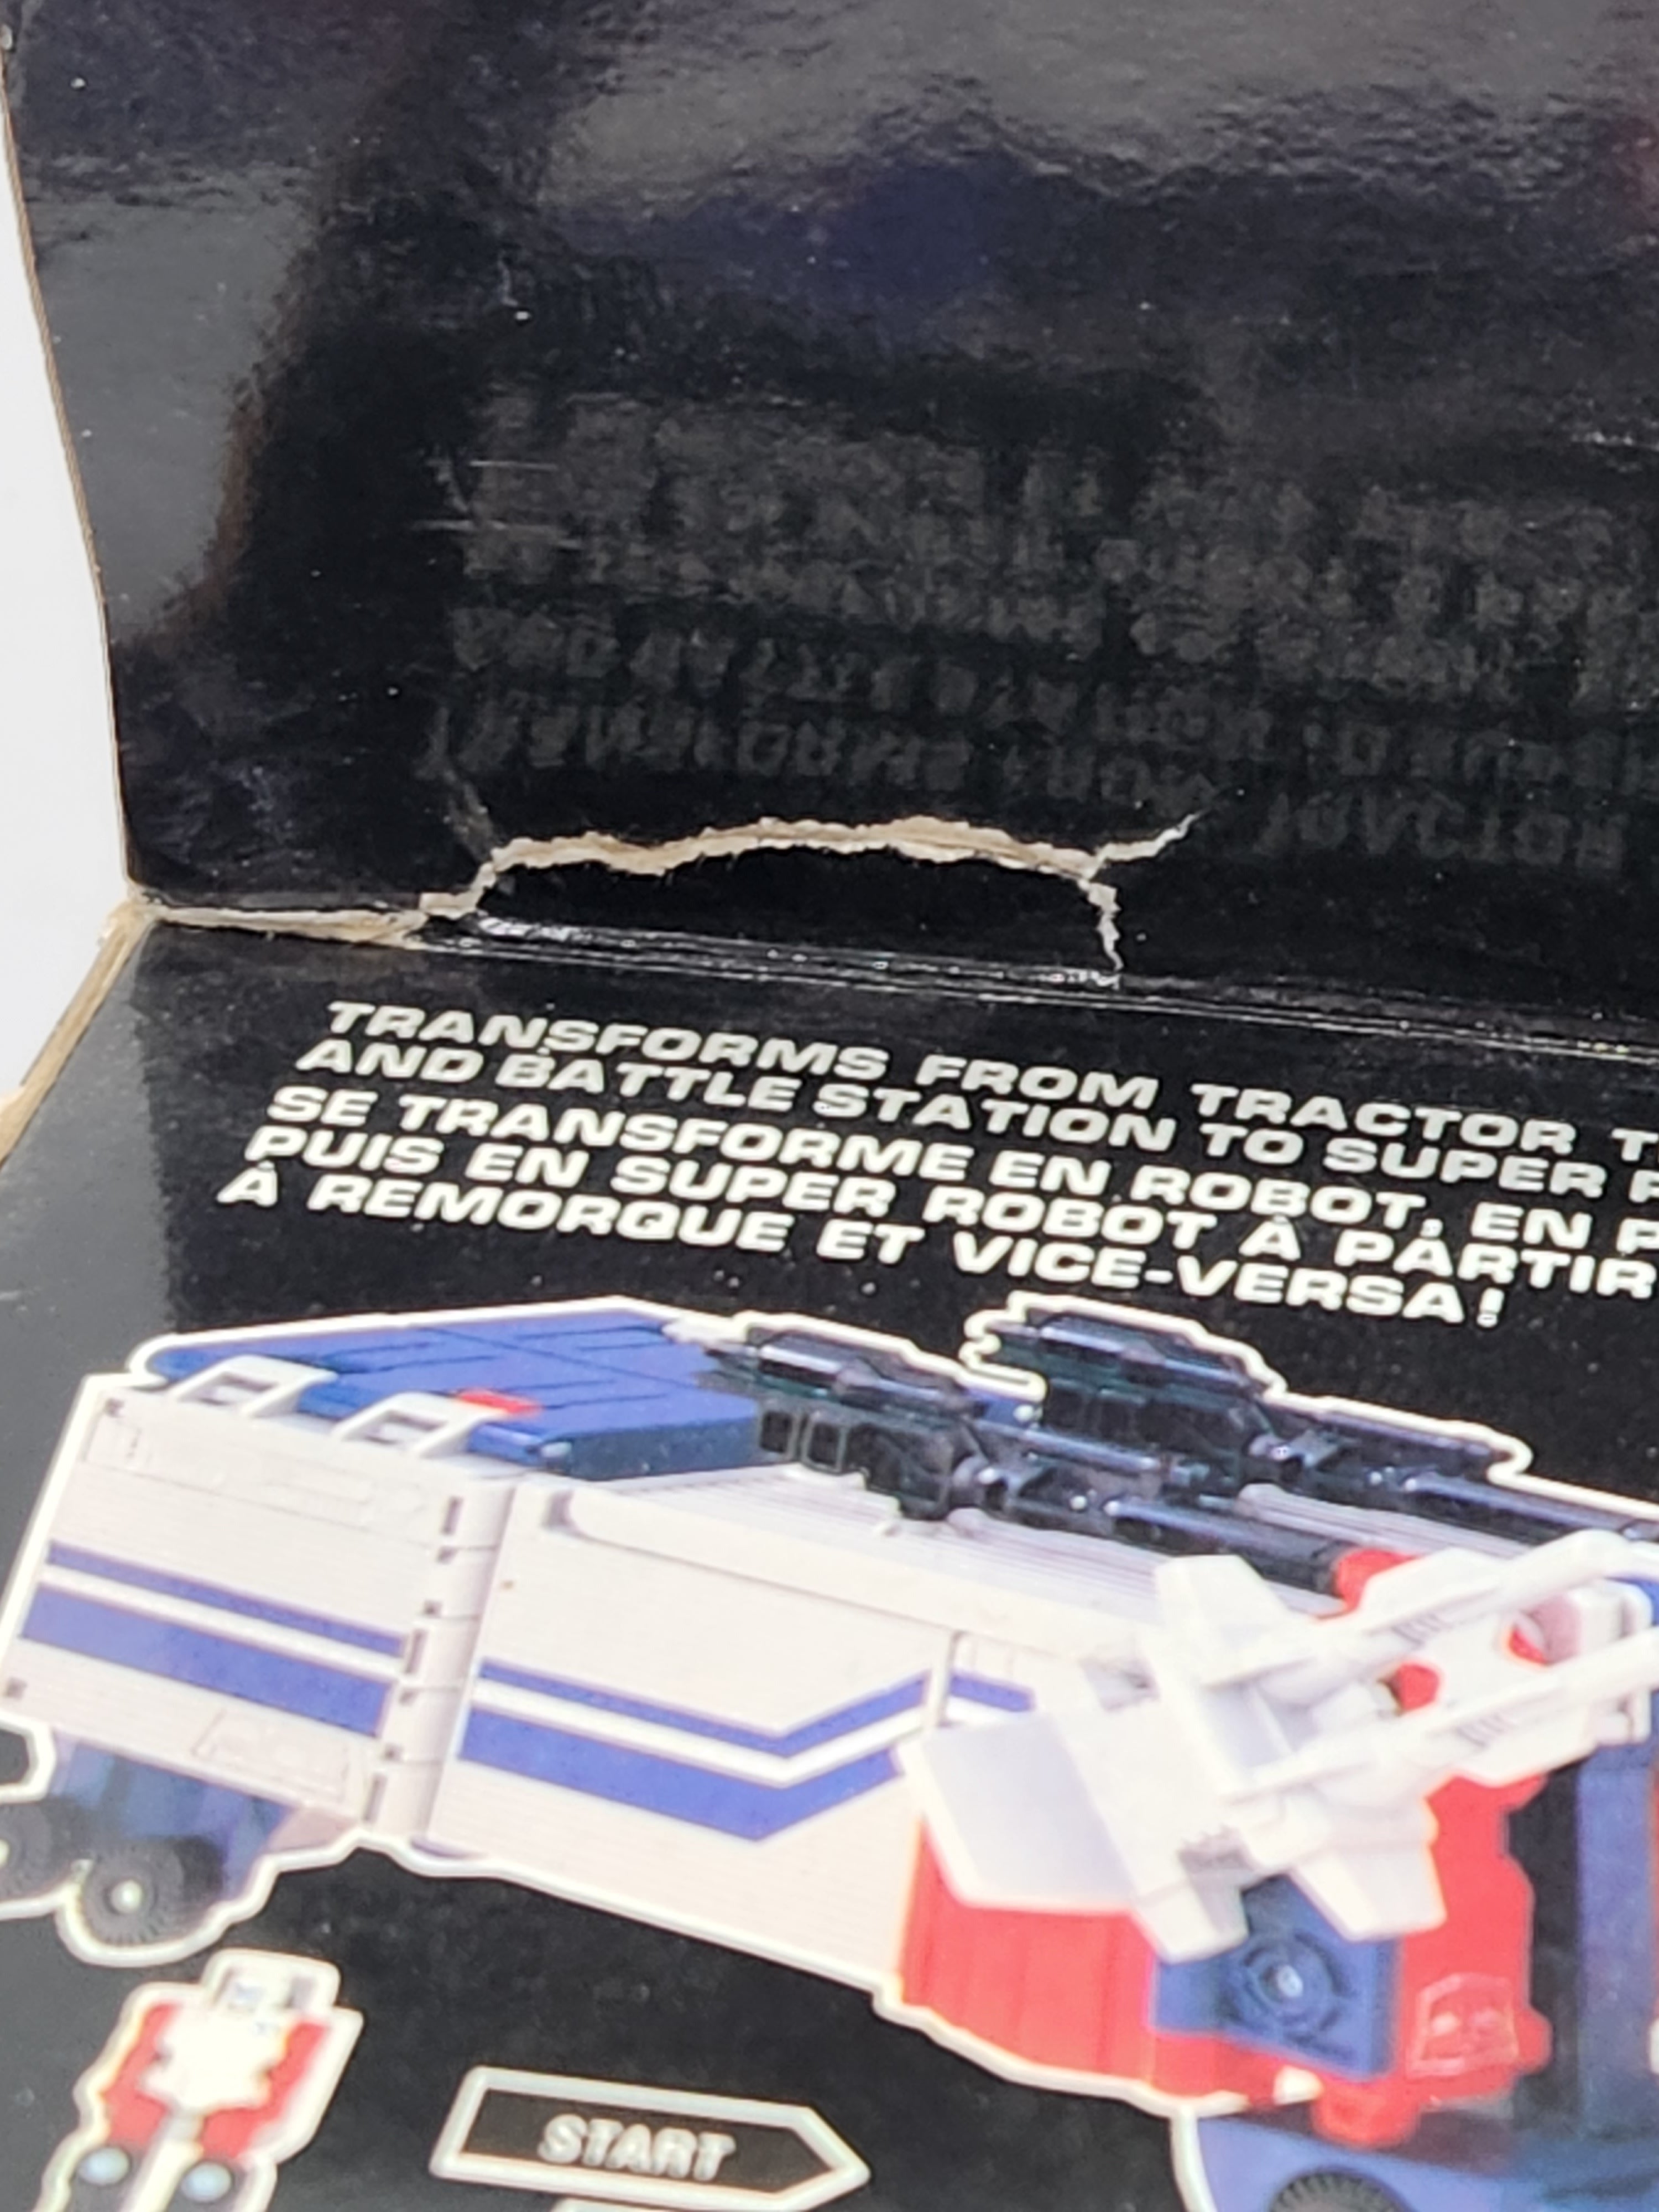 TRANSFORMS FROM TRACTOR T
AND BATTLE STATION TO SUPER R
SE TRANSFORME EN ROBOT, EN P
PUIS EN SUPER ROBOT À PARTIR
À REMORQUE ET VICE-VERSA!
START